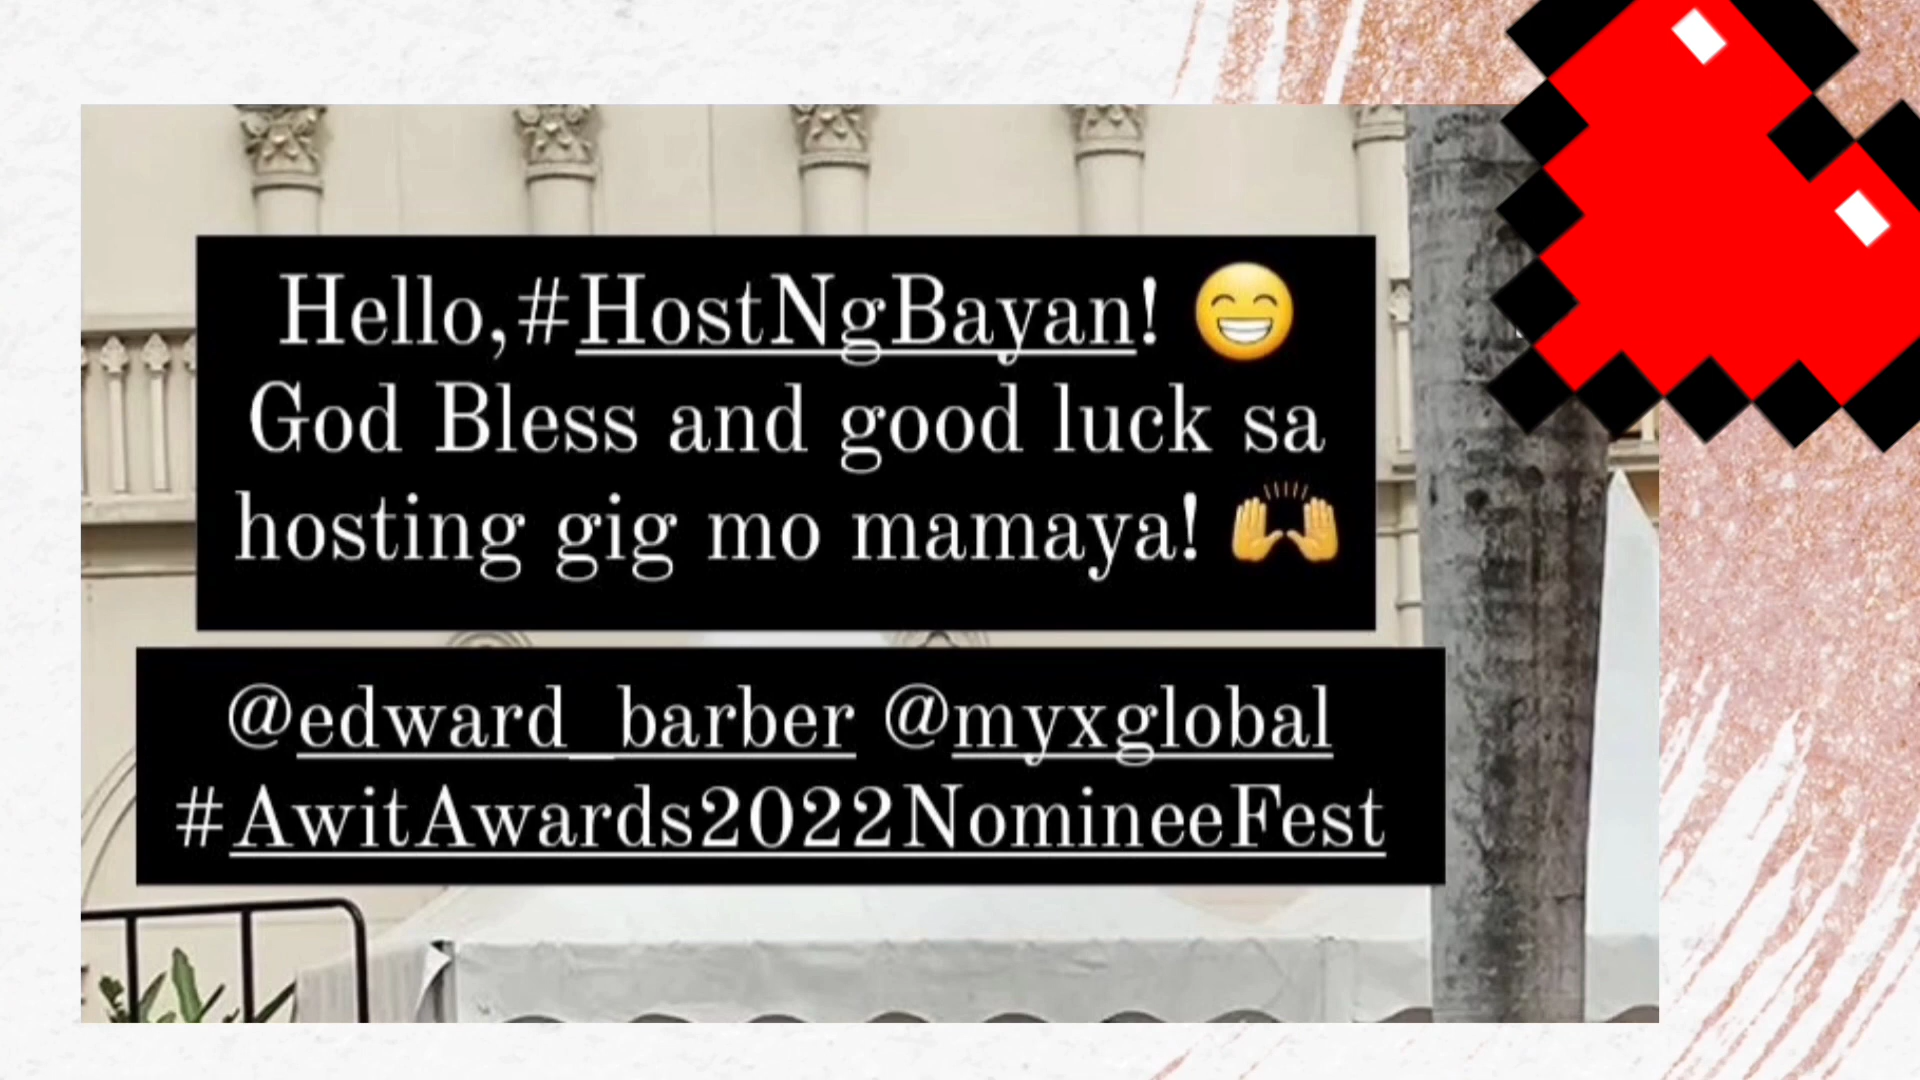 Hello,#HostNgBayan! 😁
God Bless and good luck sa
hosting gig mo mamaya! 🙌
@edward_barber @myxglobal
#AwitAwards2022NomineeFest